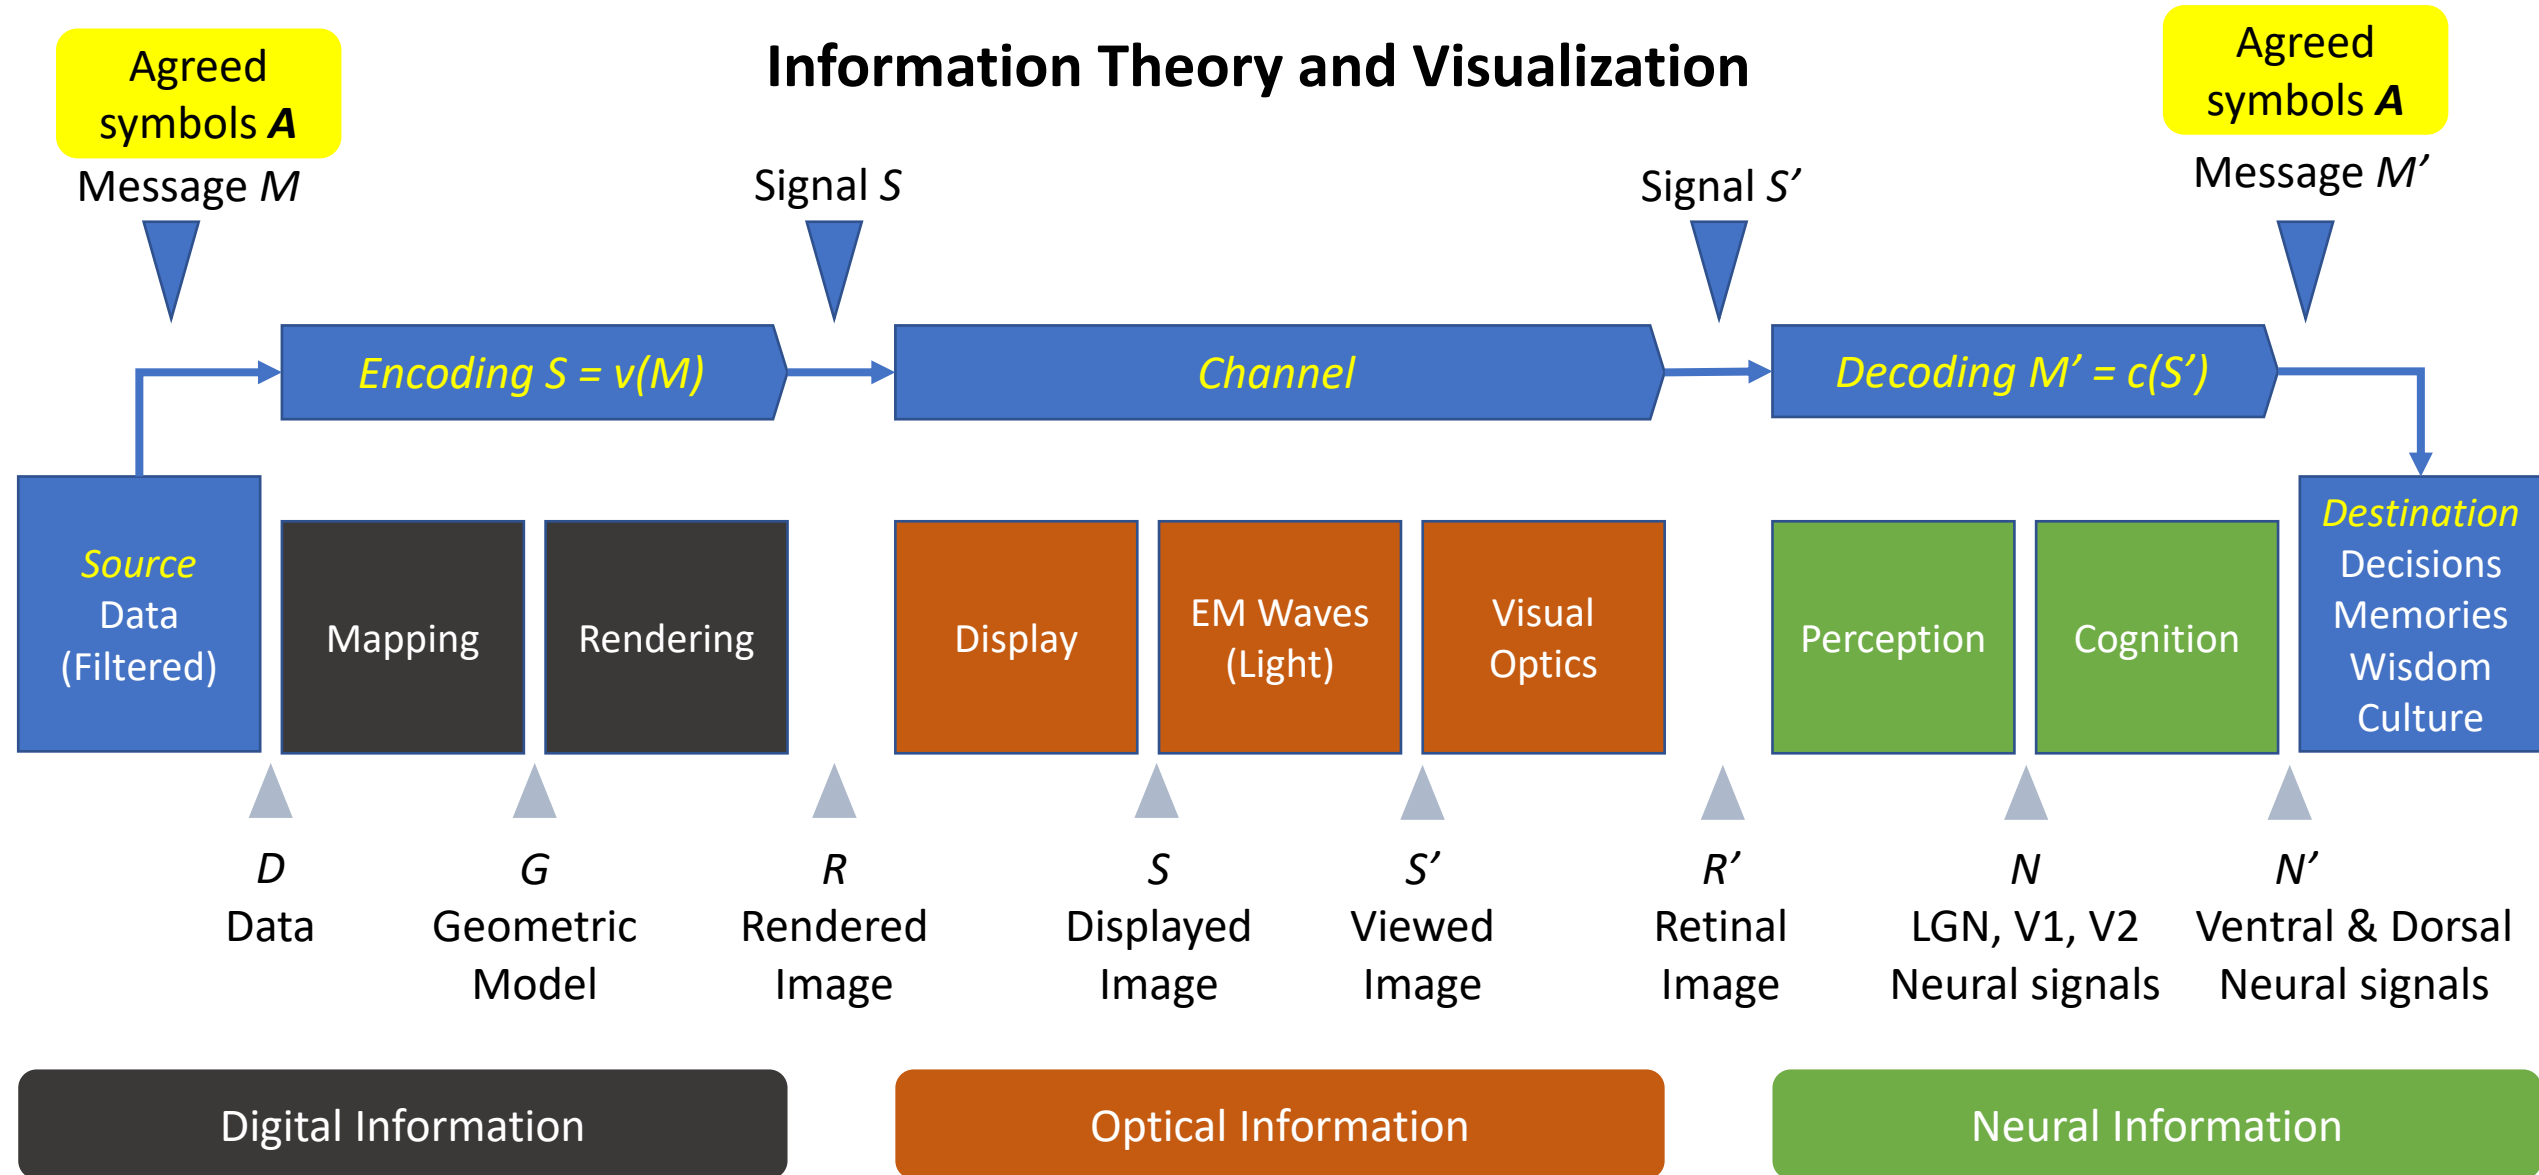 Information Theory and Visualization
Agreed
symbols A
Message M
Signal S
Signal S’
Agreed
symbols A
Message M’
Encoding S = v(M)
Channel
Decoding M’ = c(S’)
Source
Data
(Filtered)
Mapping
Rendering
Display
EM Waves
(Light)
Visual
Optics
Perception
Cognition
Destination
Decisions
Memories
Wisdom
Culture
D
Data
G
Geometric
Model
R
Rendered
Image
S
Displayed
Image
S’
Viewed
Image
R’
Retinal
Image
N
LGN, V1, V2
Neural signals
N’
Ventral & Dorsal
Neural signals
Digital Information
Optical Information
Neural Information